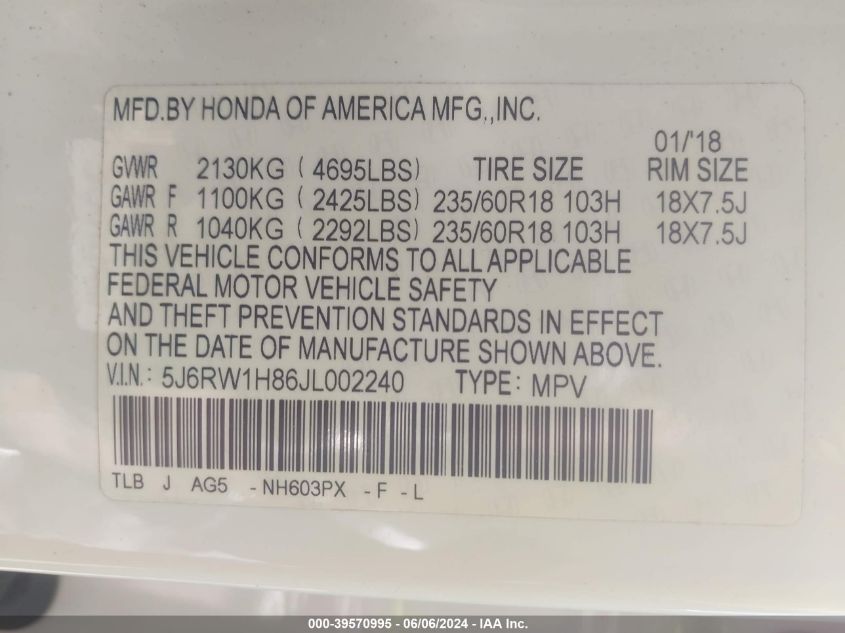 MFD.BY HONDA OF AMERICA MFG.,INC.
01/'18
GVWR 2130KG ( 4695LBS) TIRE SIZE RIM SIZE
GAWR F 1100KG ( 2425LBS) 235/60R18 103H 18X7.5J
GAWR R 1040KG ( 2292LBS) 235/60R18 103H 18X7.5J
THIS VEHICLE CONFORMS TO ALL APPLICABLE
FEDERAL MOTOR VEHICLE SAFETY
AND THEFT PREVENTION STANDARDS IN EFFECT
ON THE DATE OF MANUFACTURE SHOWN ABOVE.
V.I.N.: 5J6RW1H86JL002240 TYPE: MPV
TLB J AG5 -NH603PX -F -L
000-39570995 - 06/06/2024 - IAA Inc.